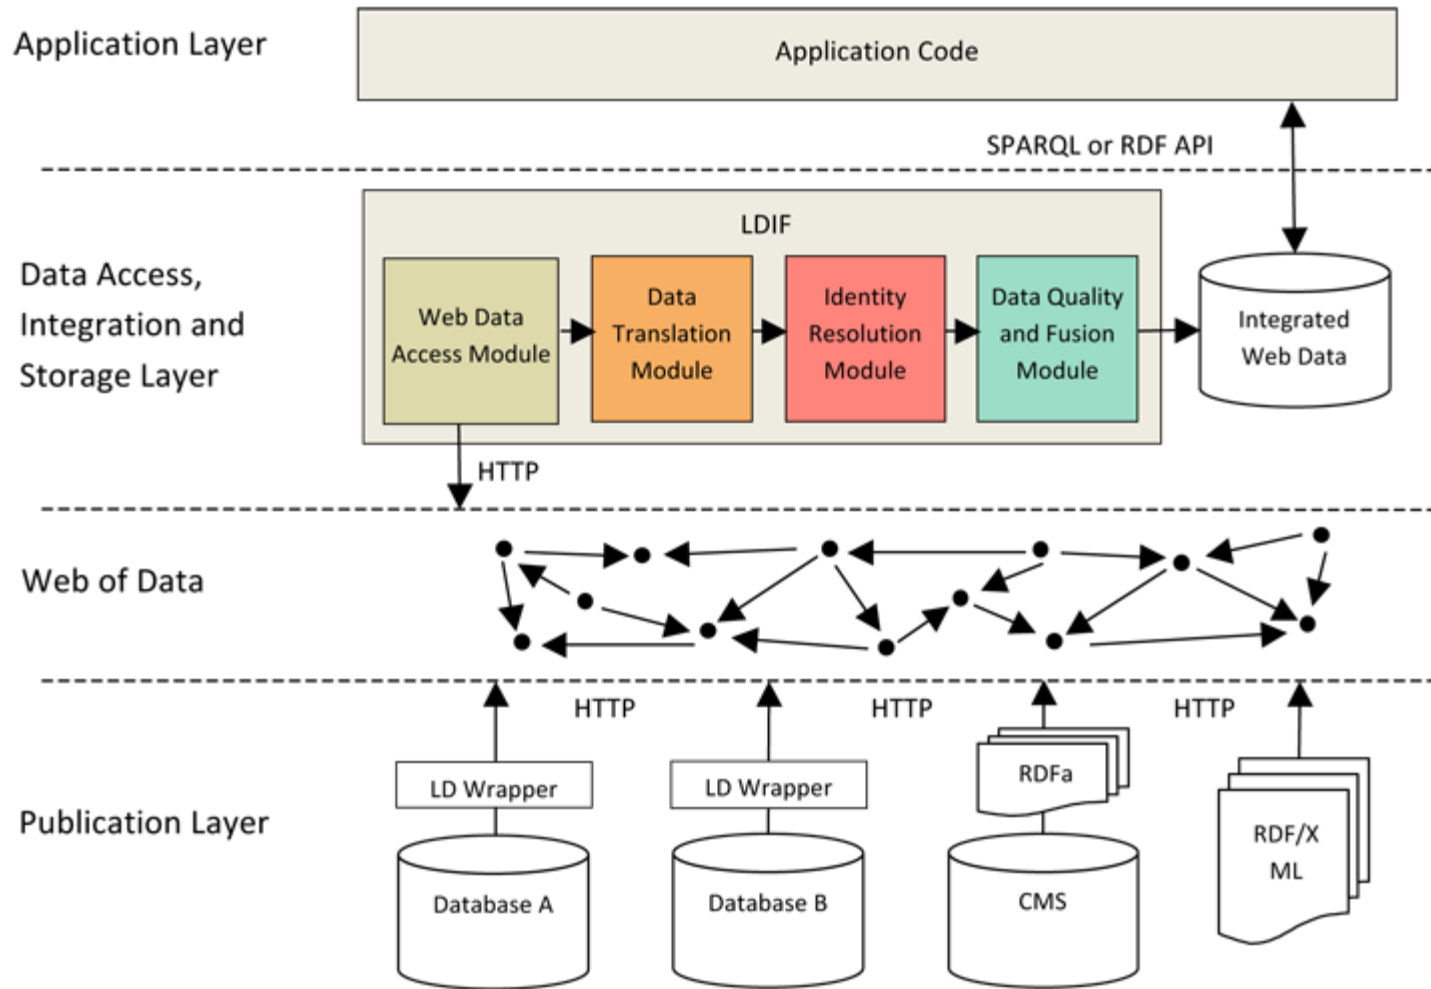 Application Layer
Application Code
SPARQL or RDF API
LDIF
Data Access,
Integration and
Storage Layer
Web Data
Access Module
Data
Translation
Module
Identity
Resolution
Module
Data Quality
and Fusion
Module
Integrated
Web Data
HTTP
Web of Data
HTTP
HTTP
HTTP
Publication Layer
LD Wrapper
Database A
LD Wrapper
Database B
RDFa
CMS
RDF/X
ML